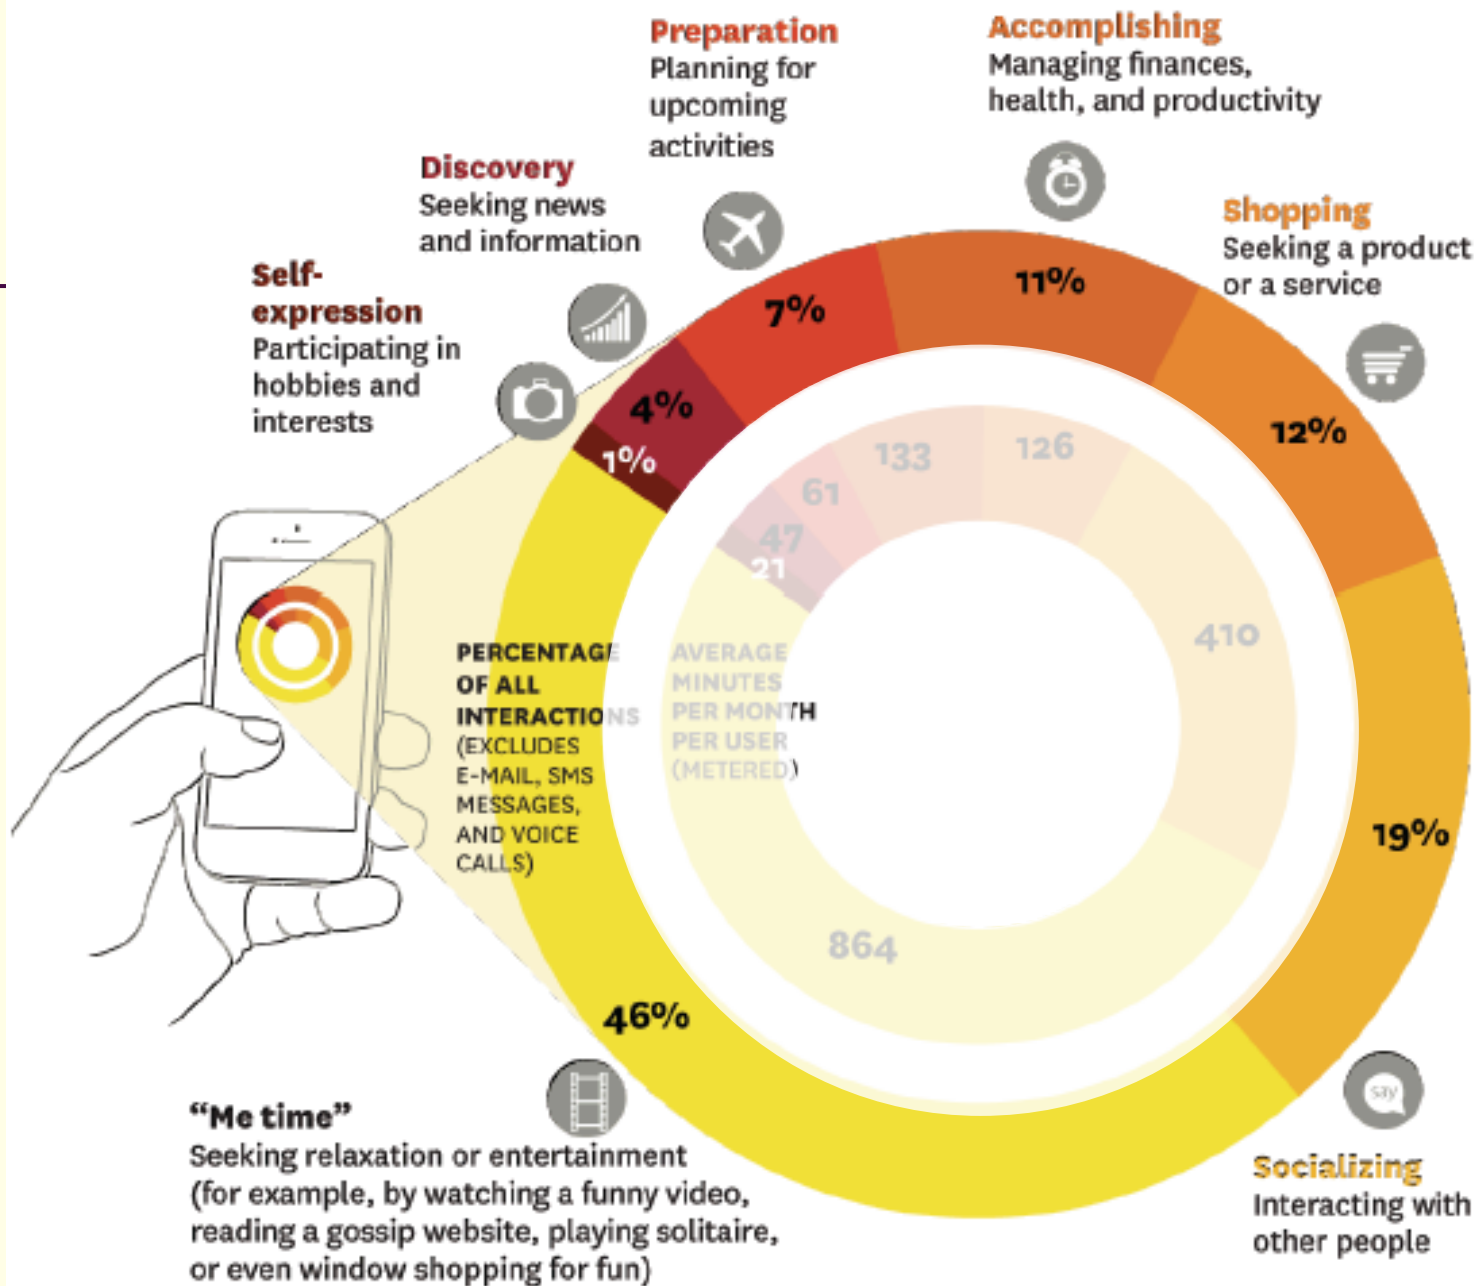 Preparation
Planning for
upcoming
activities
Accomplishing
Managing finances,
health, and productivity
Discovery
Seeking news
and information
Shopping
Seeking a product
or a service
Self-
expression
Participating in
hobbies and
interests
11%
7%
4%
1%
12%
19%
46%
133
126
61
47
21
410
864
PERCENTAGE
OF ALL
INTERACTIONS
(EXCLUDES
E-MAIL, SMS
MESSAGES,
AND VOICE
CALLS)
AVERAGE
MINUTES
PER MONTH
PER USER
(METERED)
say
"Me time"
Seeking relaxation or entertainment
(for example, by watching a funny video,
reading a gossip website, playing solitaire,
or even window shopping for fun)
Socializing
Interacting with
other people